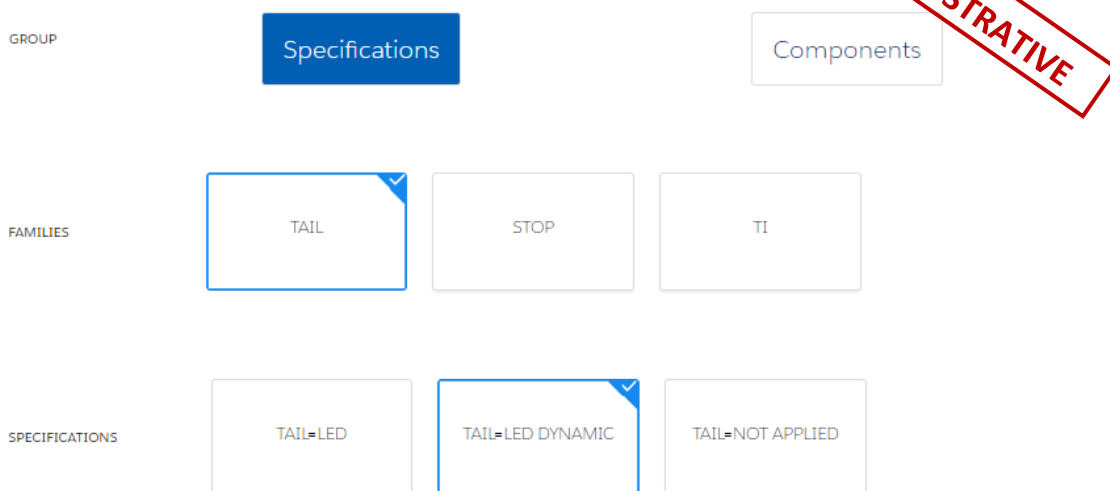 GROUP
Specifications
Components
STRATIVE
FAMILIES
TAIL
STOP
TI
SPECIFICATIONS
TAIL=LED
TAIL=LED DYNAMIC
TAIL=NOT APPLIED